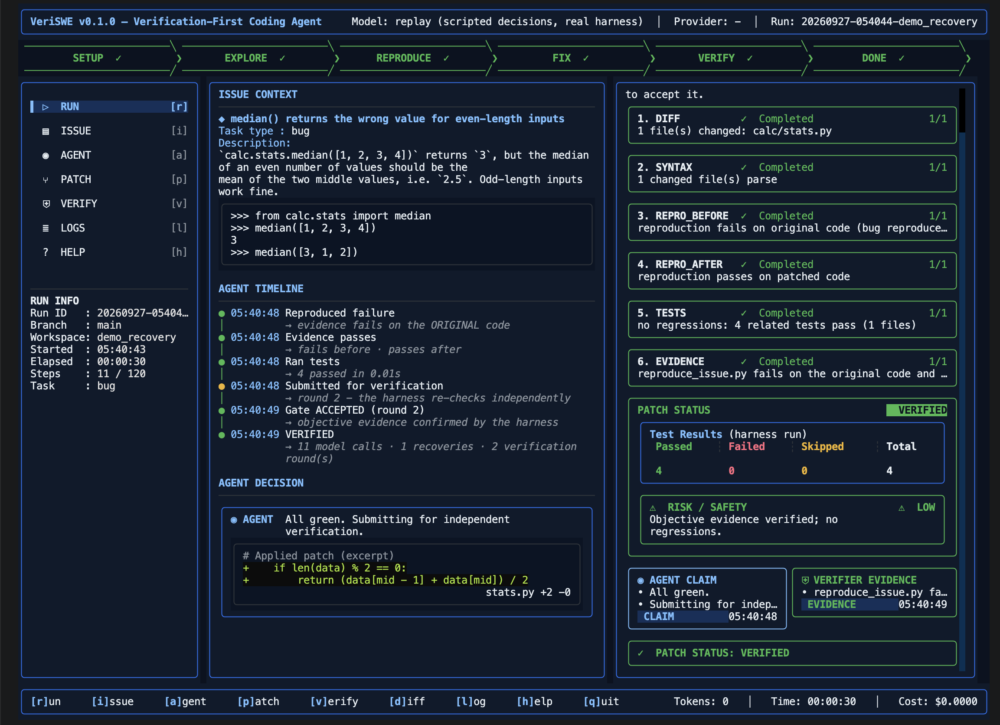 VeriSWE v0.1.0 — Verification-First Coding Agent Model: replay (scripted decisions, real harness) │ Provider: - │ Run: 20260927-054044-demo_recovery
SETUP ✓ ❯ EXPLORE ✓ ❯ REPRODUCE ✓ ❯ FIX ✓ ❯ VERIFY ✓ ❯ DONE ✓ ❯
▷ RUN [r]
▤ ISSUE [i]
◉ AGENT [a]
⑂ PATCH [p]
⛨ VERIFY [v]
≣ LOGS [l]
? HELP [h]
RUN INFO
Run ID : 20260927-05404…
Branch : main
Workspace: demo_recovery
Started : 05:40:43
Elapsed : 00:00:30
Steps : 11 / 120
Task : bug
ISSUE CONTEXT
◆ median() returns the wrong value for even-length inputs
Task type : bug
Description:
`calc.stats.median([1, 2, 3, 4])` returns `3`, but the median
of an even number of values should be the
mean of the two middle values, i.e. `2.5`. Odd-length inputs
work fine.
>>> from calc.stats import median
>>> median([1, 2, 3, 4])
3
>>> median([3, 1, 2])
AGENT TIMELINE
● 05:40:48 Reproduced failure
→ evidence fails on the ORIGINAL code
● 05:40:48 Evidence passes
→ fails before · passes after
● 05:40:48 Ran tests
→ 4 passed in 0.01s
● 05:40:48 Submitted for verification
→ round 2 — the harness re-checks independently
● 05:40:49 Gate ACCEPTED (round 2)
→ objective evidence confirmed by the harness
● 05:40:49 VERIFIED
→ 11 model calls · 1 recoveries · 2 verification
round(s)
AGENT DECISION
◉ AGENT All green. Submitting for independent
verification.
# Applied patch (excerpt)
+ if len(data) % 2 == 0:
+ return (data[mid - 1] + data[mid]) / 2
stats.py +2 -0
to accept it.
1. DIFF ✓ Completed 1/1
1 file(s) changed: calc/stats.py
2. SYNTAX ✓ Completed 1/1
1 changed file(s) parse
3. REPRO_BEFORE ✓ Completed 1/1
reproduction fails on original code (bug reproduce…
4. REPRO_AFTER ✓ Completed 1/1
reproduction passes on patched code
5. TESTS ✓ Completed 1/1
no regressions: 4 related tests pass (1 files)
6. EVIDENCE ✓ Completed 1/1
reproduce_issue.py fails on the original code and …
PATCH STATUS VERIFIED
Test Results (harness run)
Passed Failed Skipped Total
4 0 0 4
⚠ RISK / SAFETY ⚠ LOW
Objective evidence verified; no
regressions.
◉ AGENT CLAIM
• All green.
• Submitting for indep…
CLAIM 05:40:48
⛨ VERIFIER EVIDENCE
• reproduce_issue.py fa…
EVIDENCE 05:40:49
✓ PATCH STATUS: VERIFIED
[r]un [i]ssue [a]gent [p]atch [v]erify [d]iff [l]og [h]elp [q]uit Tokens: 0 │ Time: 00:00:30 │ Cost: $0.0000